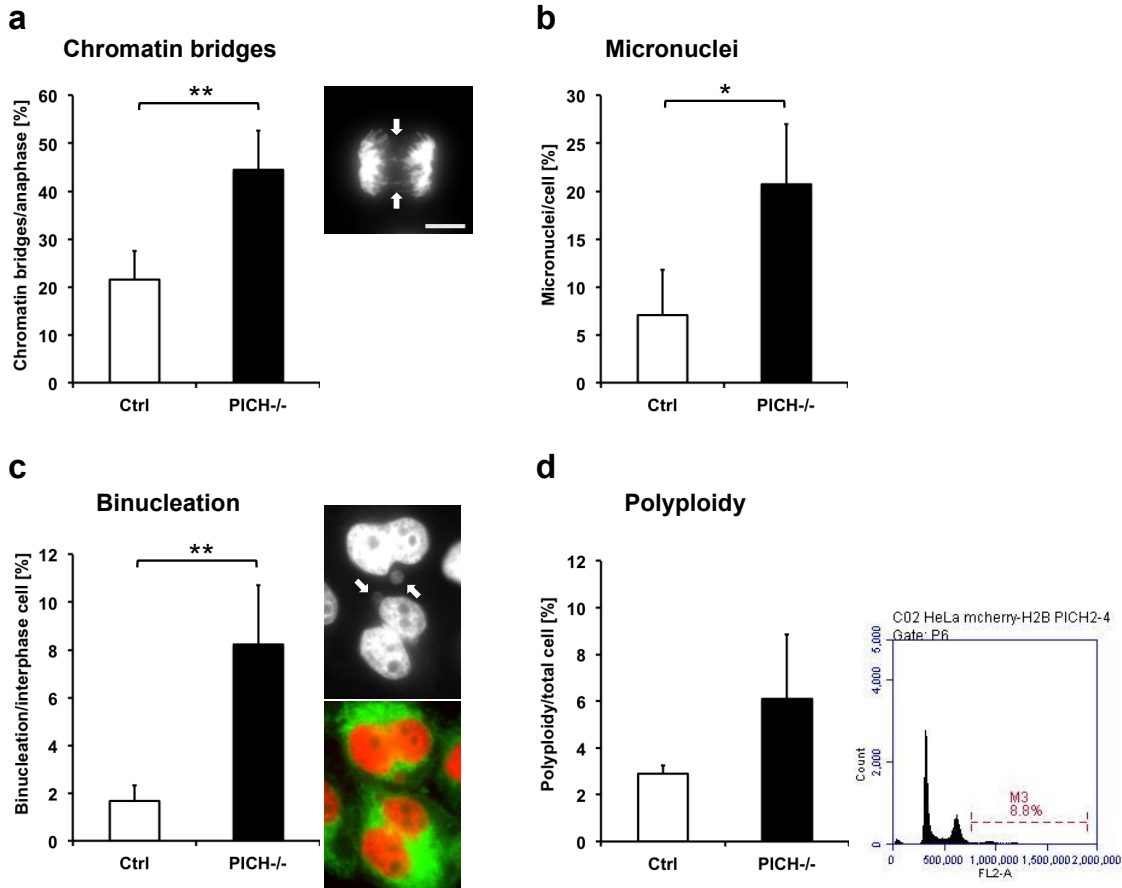 a
Chromatin bridges
Chromatin bridges/anaphase [%]
60
50
40
30
20
10
0
**
Ctrl
PICH-/-
b
Micronuclei
Micronuclei/cell [%]
30
25
20
15
10
5
0
*
Ctrl
PICH-/-
c
Binucleation
Binucleation/interphase cell [%]
12
10
8
6
4
2
0
**
Ctrl
PICH-/-
d
Polyploidy
Polyploidy/total cell [%]
12
10
8
6
4
2
0
Ctrl
PICH-/-
C02 HeLa mcherry-H2B PICH2-4
Gate: P6
Count
5,000
4,000
2,000
0
M3
8.8%
0 500,000 1,000,000 1,500,000 2,000,000
FL2-A